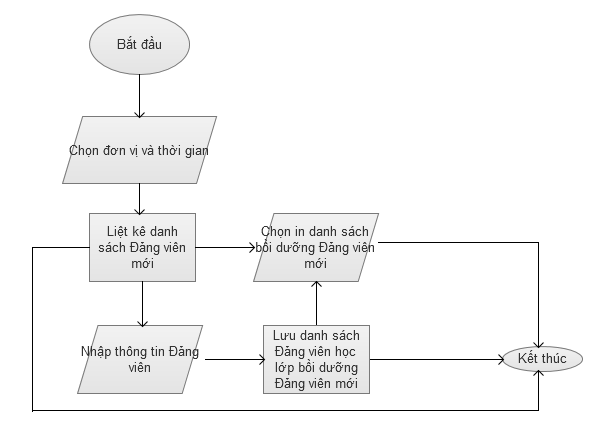 Bắt đầu
Chọn đơn vị và thời gian
Liệt kê danh
sách Đảng viên
mới
Chọn in danh sách
bồi dưỡng Đảng viên
mới
Nhập thông tin Đảng
viên
Lưu danh sách
Đảng viên học
lớp bồi dưỡng
Đảng viên mới
Kết thúc